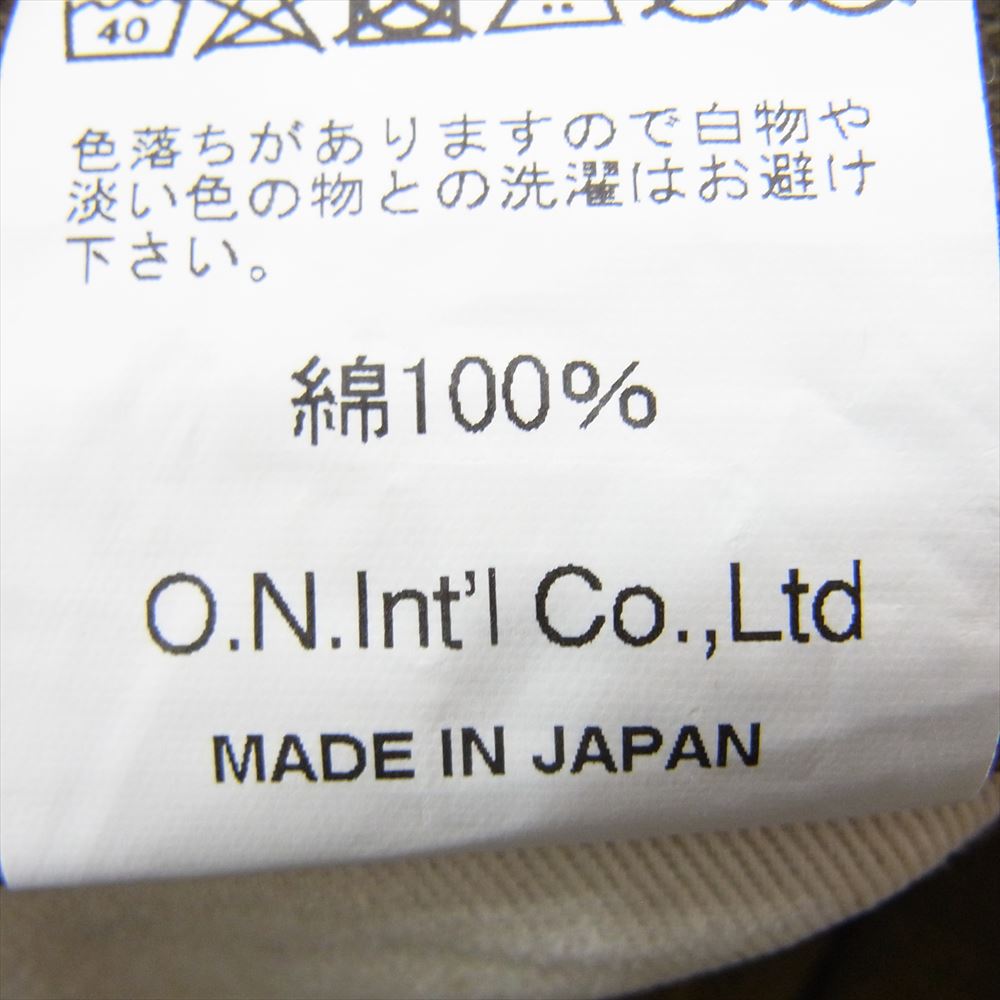 40
色落ちがありますので白物や
淡い色の物との洗濯はお避け
下さい。
綿100%
O.N.Int'l Co.,Ltd
MADE IN JAPAN